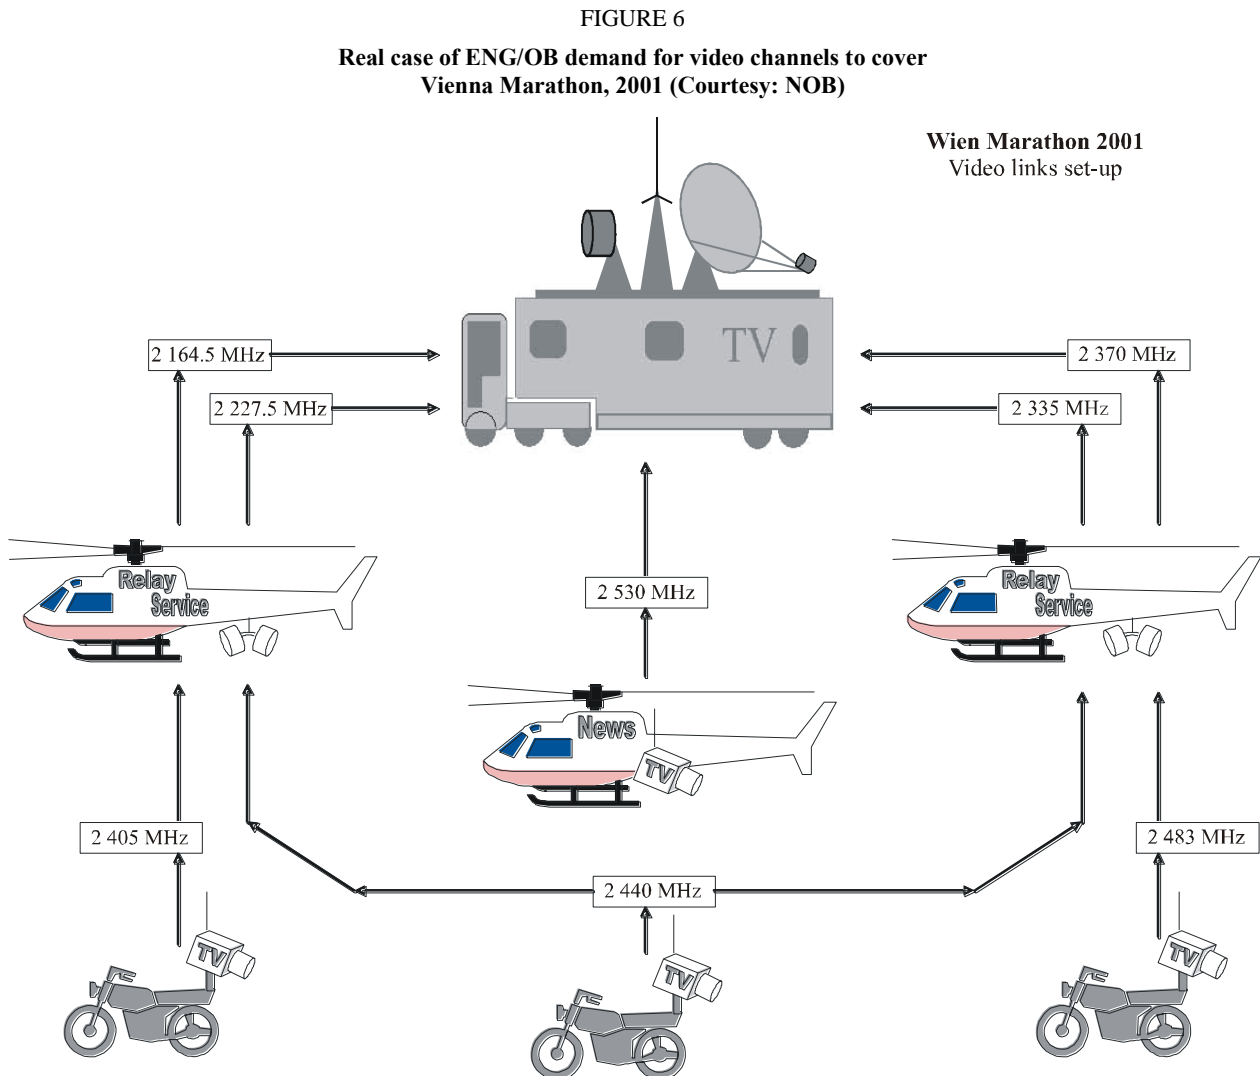 FIGURE 6
Real case of ENG/OB demand for video channels to cover
Vienna Marathon, 2001 (Courtesy: NOB)
Wien Marathon 2001
Video links set-up
TV
2 164.5 MHz
2 370 MHz
2 227.5 MHz
2 335 MHz
Relay
Service
2 530 MHz
Relay
Service
News
TV
2 405 MHz
2 483 MHz
2 440 MHz
TV
TV
TV